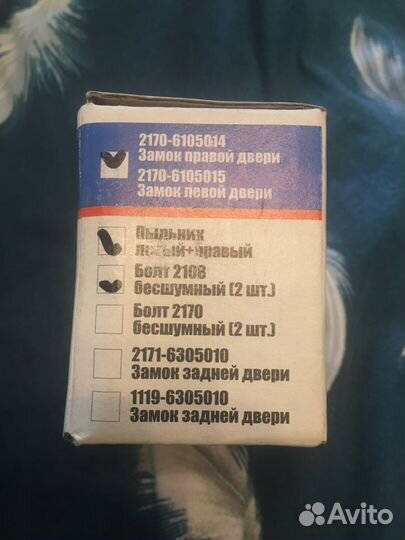 2170-6105014
Замок правой двери
2170-6105015
Замок левой двери
Пыльник
левый+правый
Болт 2108
бесшумный (2 шт.)
Болт 2170
бесшумный (2 шт.)
2171-6305010
Замок задней двери
1119-6305010
Замок задней двери
Avito